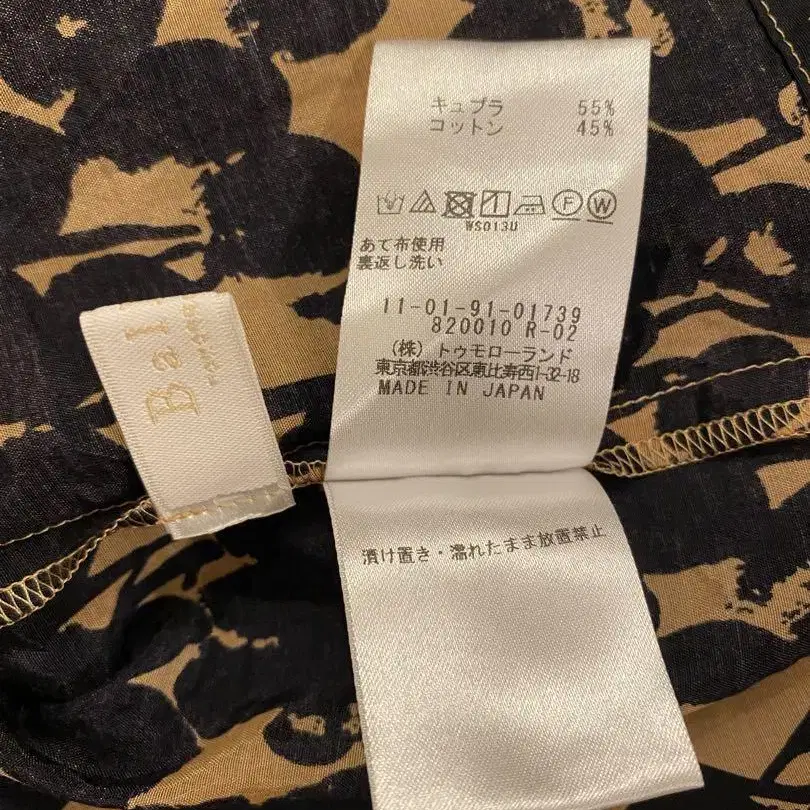 キュプラ 55%
コットン 45%
F W
WS013U
あて布使用
裏返し洗い
11-01-91-01739
820010 R-02
(株)トゥモローランド
東京都渋谷区恵比寿西1-32-18
MADE IN JAPAN
漬け置き・濡れたまま放置禁止
Ba